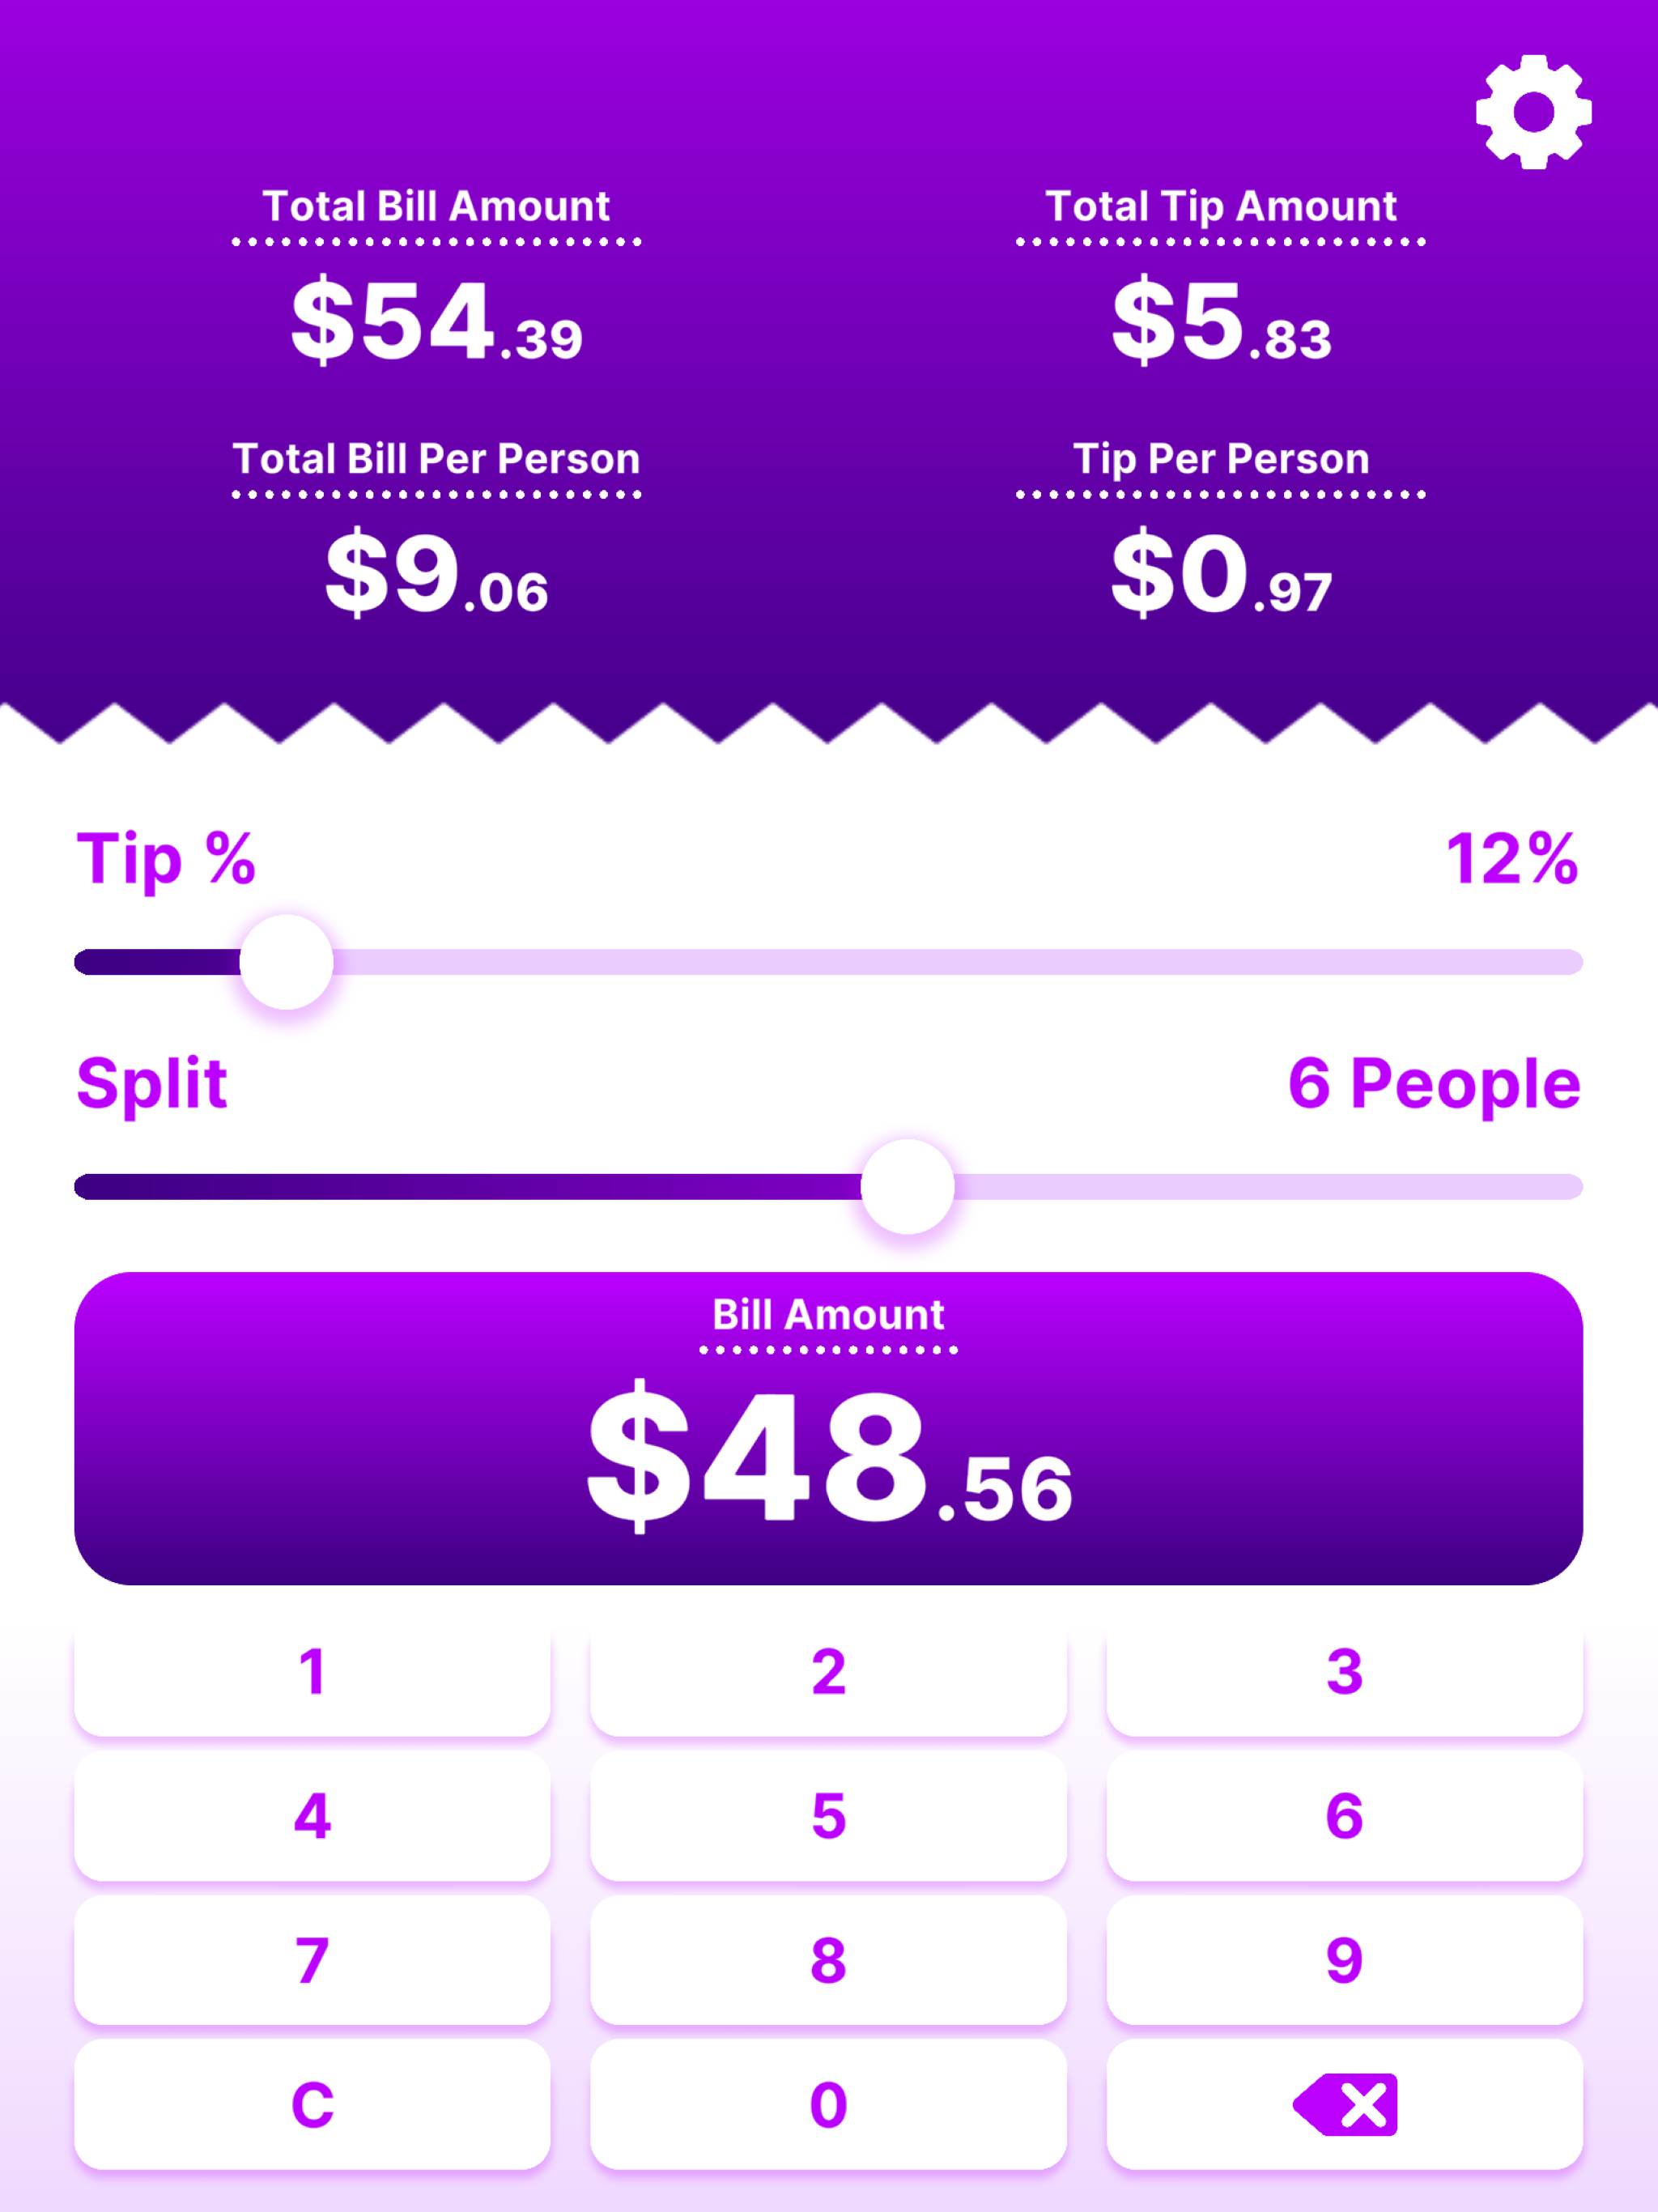 Total Bill Amount
$54.39
Total Tip Amount
$5.83
Total Bill Per Person
$9.06
Tip Per Person
$0.97
Tip %
12%
Split
6 People
Bill Amount
$48.56
1 2 3
4 5 6
7 8 9
C 0